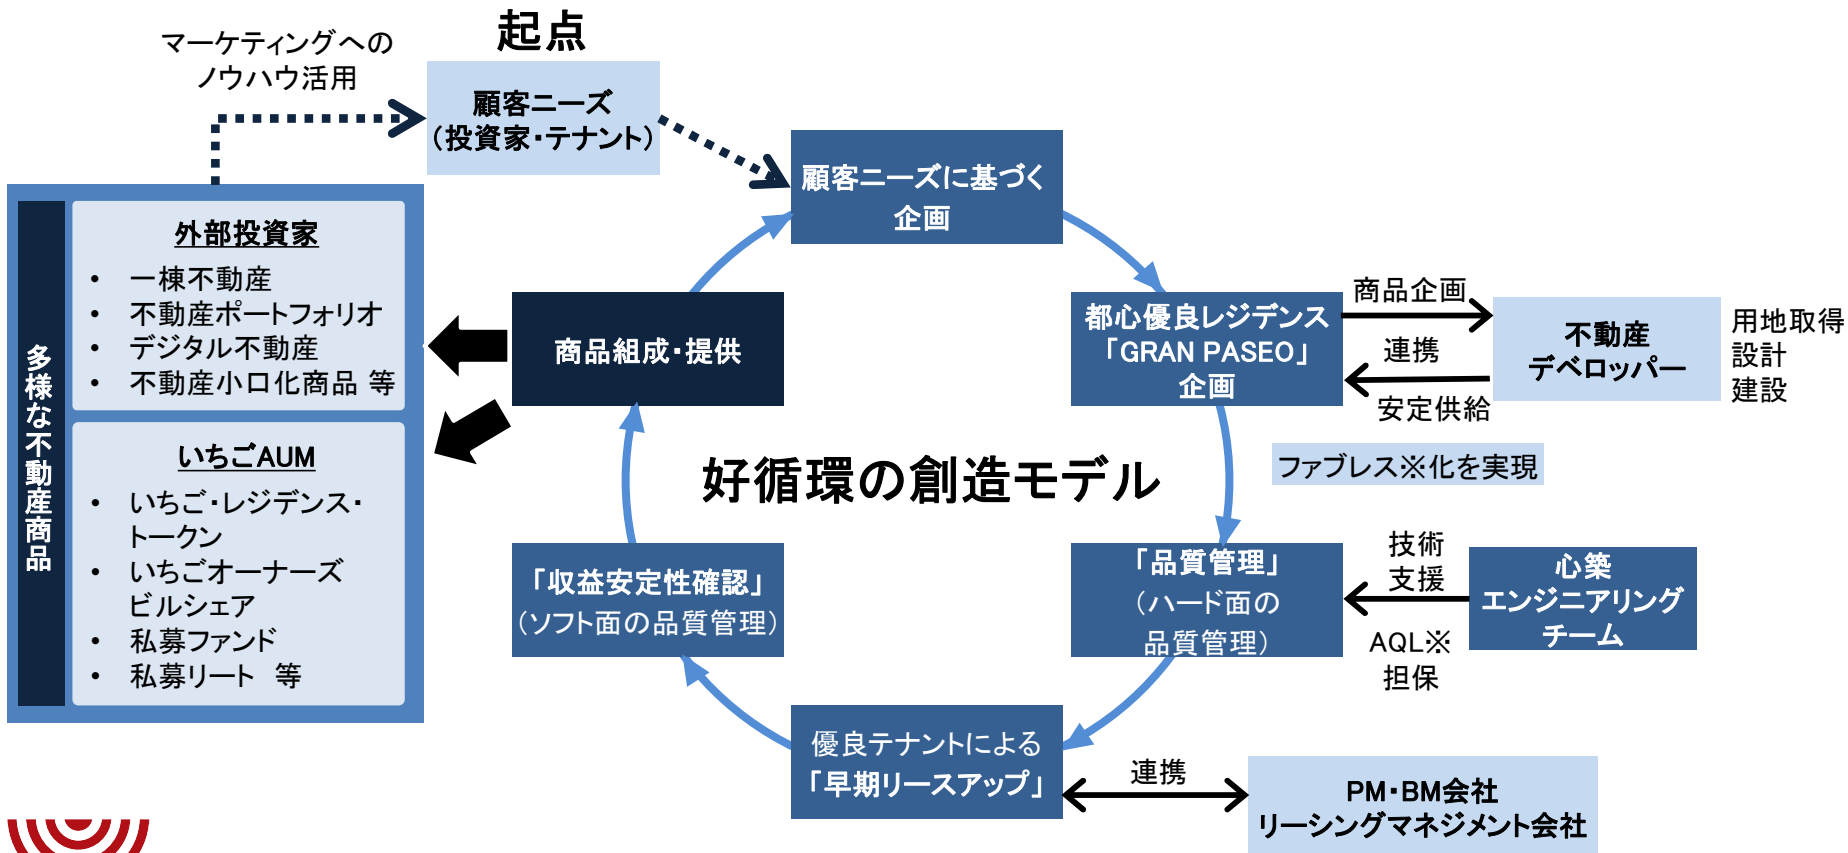 起点
マーケティングへの
ノウハウ活用
顧客ニーズ
（投資家・テナント）
顧客ニーズに基づく
企画
多様な不動産商品
外部投資家
• 一棟不動産
• 不動産ポートフォリオ
• デジタル不動産
• 不動産小口化商品 等
いちごAUM
• いちご・レジデンス・
トークン
• いちごオーナーズ
ビルシェア
• 私募ファンド
• 私募リート 等
商品組成・提供
都心優良レジデンス
「GRAN PASEO」
企画
商品企画
連携
安定供給
不動産
デベロッパー
用地取得
設計
建設
ファブレス※化を実現
好循環の創造モデル
「収益安定性確認」
（ソフト面の品質管理）
「品質管理」
（ハード面の
品質管理）
技術
支援
AQL※
担保
心築
エンジニアリング
チーム
優良テナントによる
「早期リースアップ」
連携
PM・BM会社
リーシングマネジメント会社